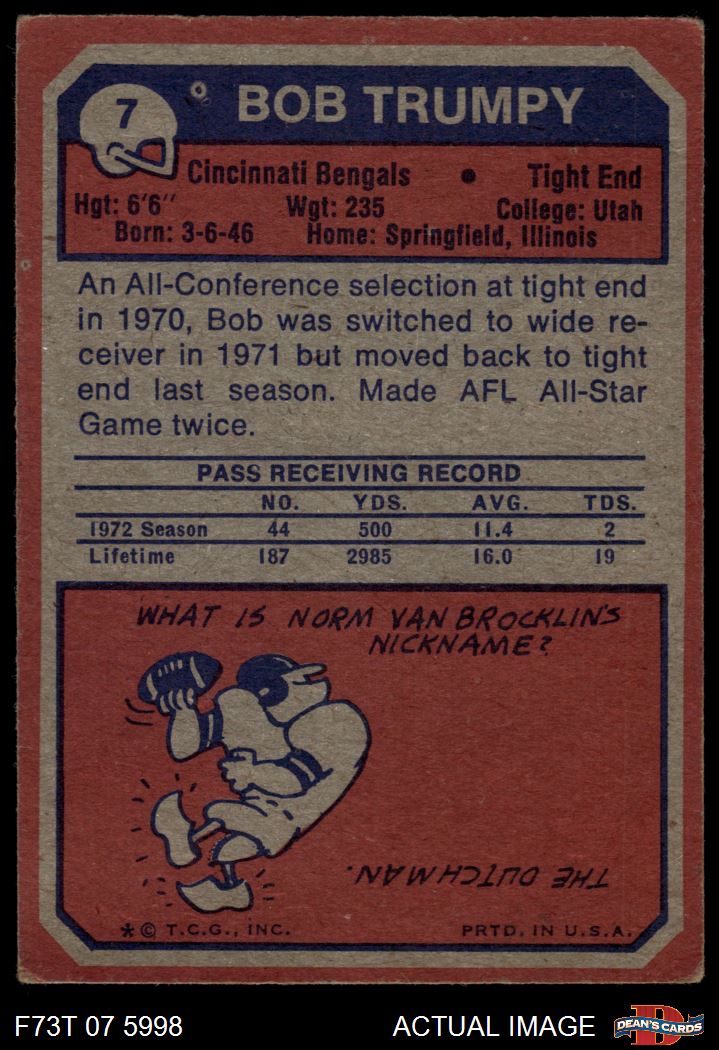 7
BOB TRUMPY
Cincinnati Bengals • Tight End
Hgt: 6'6" Wgt: 235 College: Utah
Born: 3-6-46 Home: Springfield, Illinois
An All-Conference selection at tight end
in 1970, Bob was switched to wide re-
ceiver in 1971 but moved back to tight
end last season. Made AFL All-Star
Game twice.
PASS RECEIVING RECORD
NO. YDS. AVG. TDS.
1972 Season 44 500 11.4 2
Lifetime 187 2985 16.0 19
WHAT IS NORM VAN BROCKLIN'S
NICKNAME?
THE DUTCHMAN.
*© T.C.G., INC. PRTD. IN U.S.A.
F73T 07 5998 ACTUAL IMAGE D DEAN'S CARDS